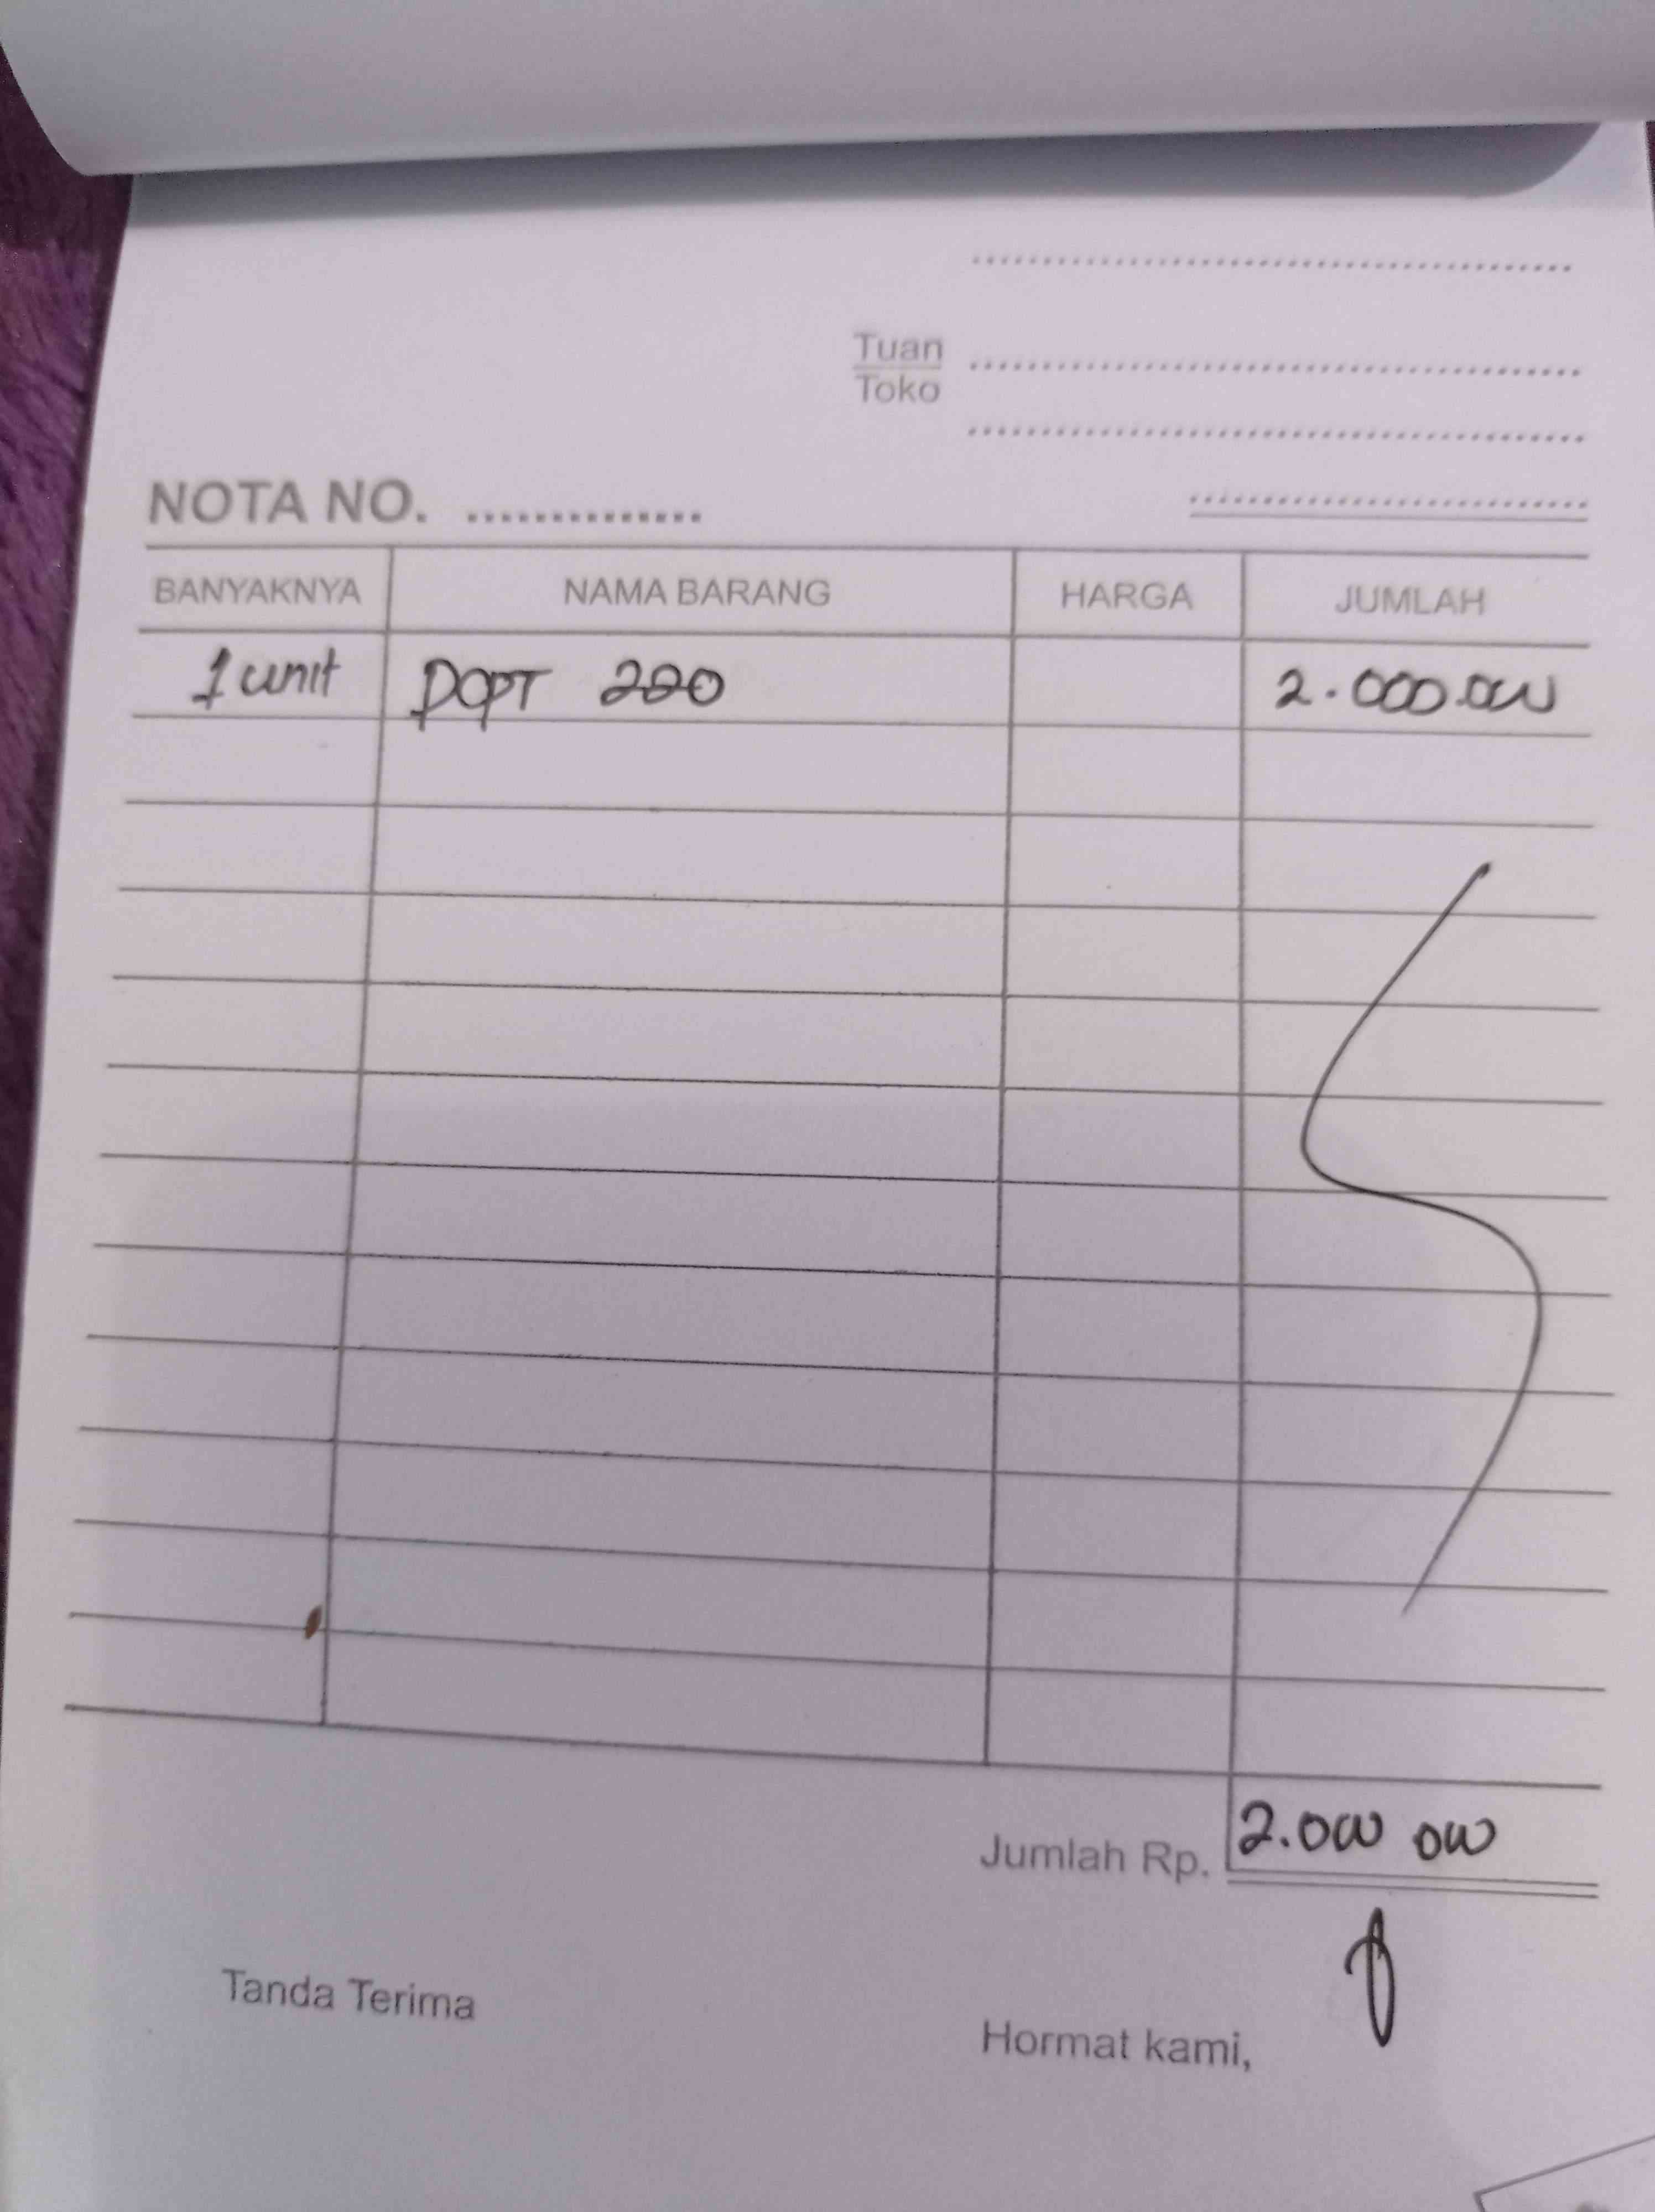 Tuan
Toko
NOTA NO. ..............
BANYAKNYA NAMA BARANG HARGA JUMLAH
1 unit DOPT 220 2.000.000
Jumlah Rp. 2.000 000
Tanda Terima
Hormat kami,